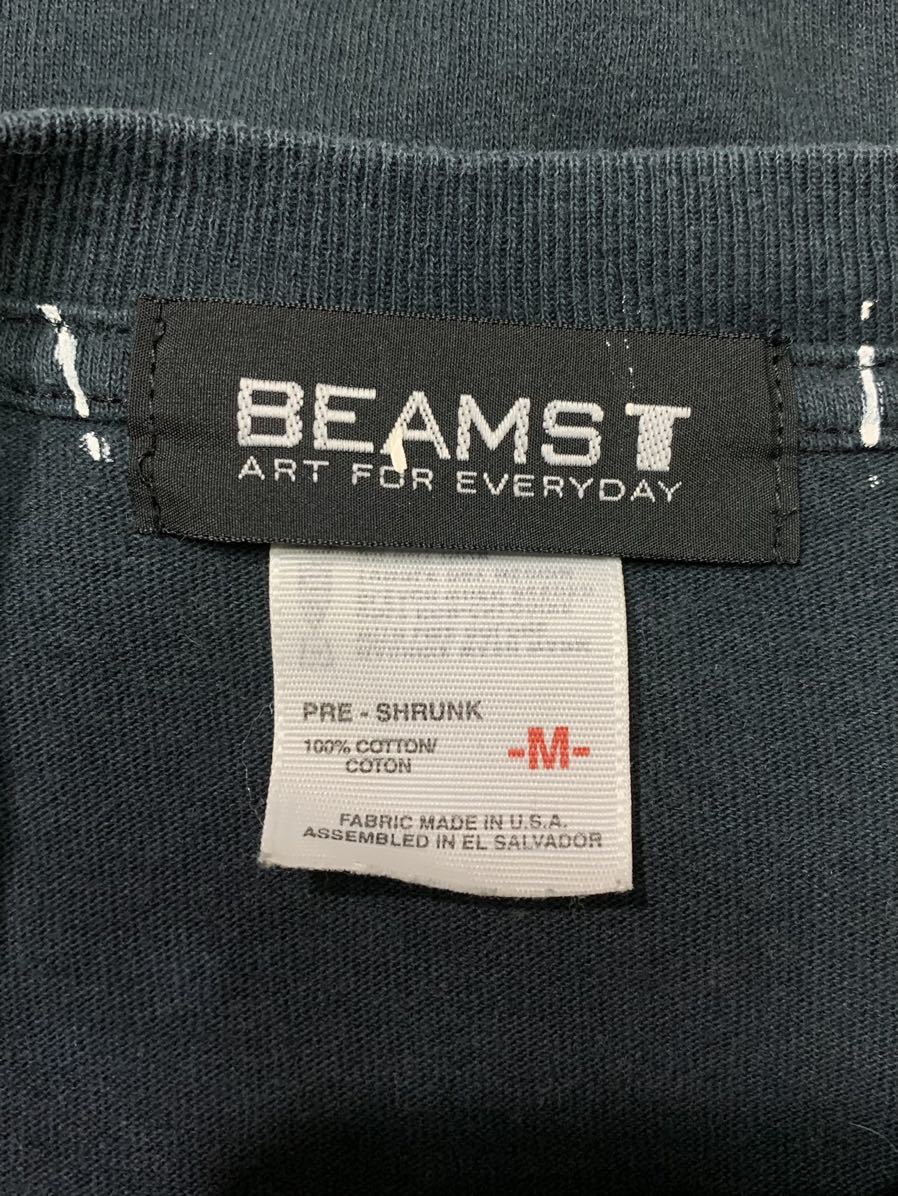 BEAMS T
ART FOR EVERYDAY
PRE - SHRUNK
100% COTTON/
COTON
-M-
FABRIC MADE IN U.S.A.
ASSEMBLED IN EL SALVADOR